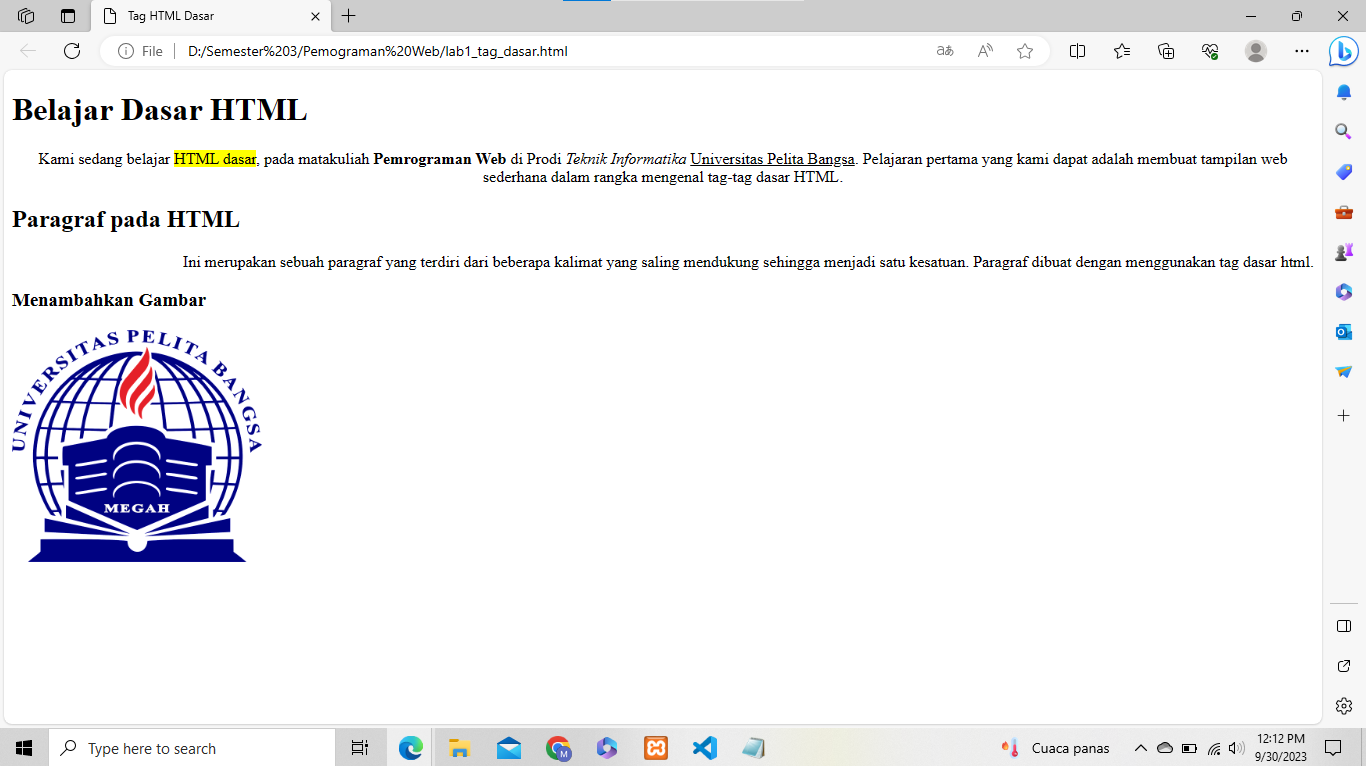 Tag HTML Dasar
File
D:/Semester%203/Pemograman%20Web/lab1_tag_dasar.html
Belajar Dasar HTML
Kami sedang belajar HTML dasar, pada matakuliah Pemrograman Web di Prodi Teknik Informatika Universitas Pelita Bangsa. Pelajaran pertama yang kami dapat adalah membuat tampilan web
sederhana dalam rangka mengenal tag-tag dasar HTML.
Paragraf pada HTML
Ini merupakan sebuah paragraf yang terdiri dari beberapa kalimat yang saling mendukung sehingga menjadi satu kesatuan. Paragraf dibuat dengan menggunakan tag dasar html.
Menambahkan Gambar
UNIVERSITAS PELITA BANGSA
MEGAH
Type here to search
Cuaca panas
12:12 PM
9/30/2023